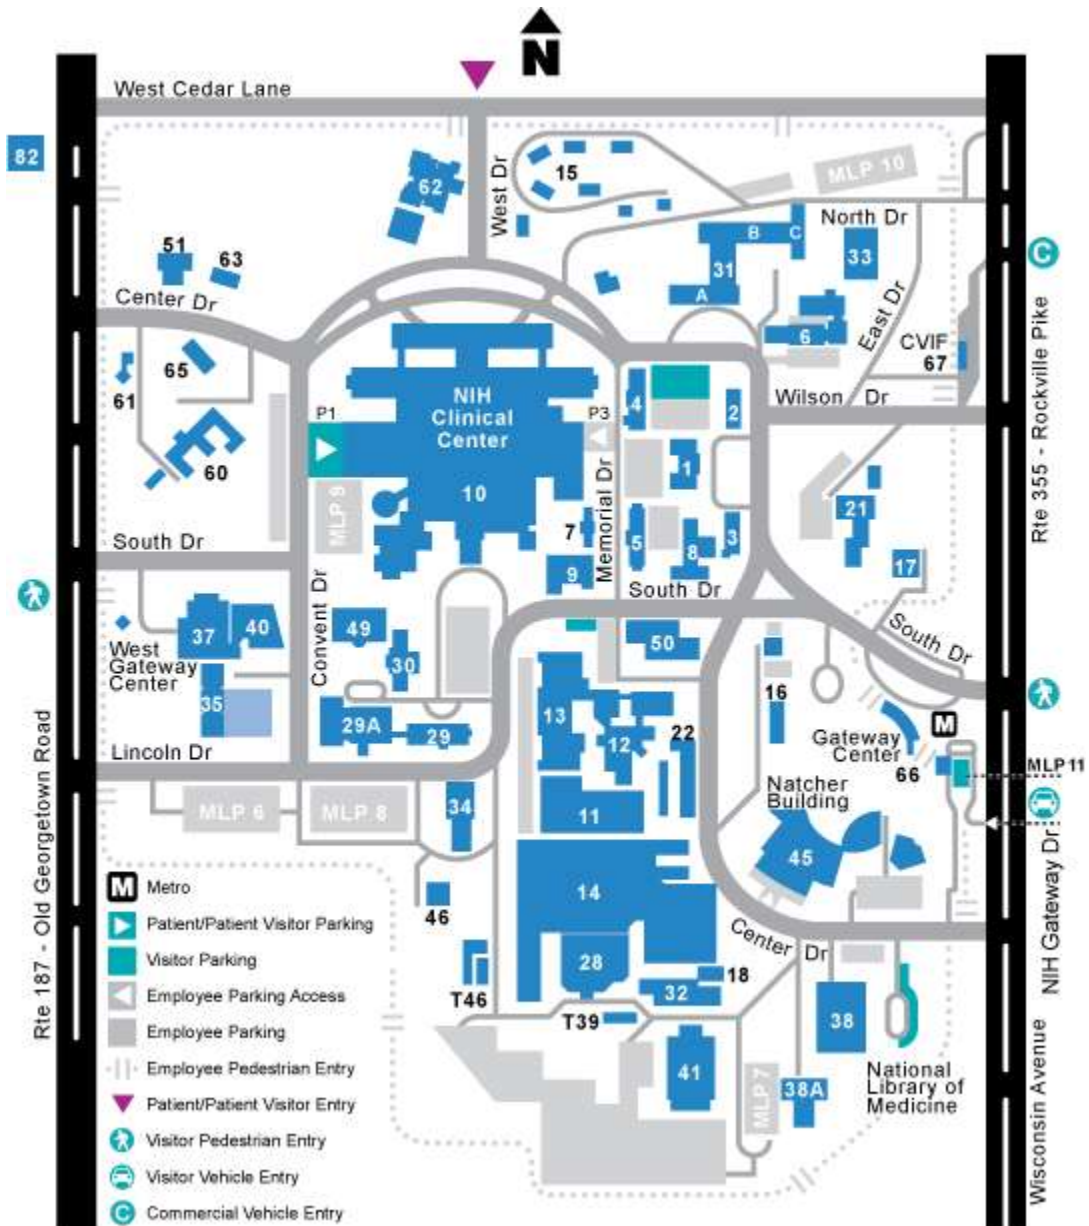 N
West Cedar Lane
82
62
West Dr
15
MLP 10
North Dr
B
C
51
63
31
33
C
Center Dr
A
6
East Dr
CVIF
67
Rte 355 - Rockville Pike
65
61
60
P1
NIH
Clinical
Center
10
P3
4
2
Wilson Dr
1
MLP 9
7
Memorial Dr
5
8
3
21
17
South Dr
9
South Dr
South Dr
37
40
West
Gateway
Center
35
Convent Dr
49
30
50
16
29A
29
13
12
22
M
Gateway
Center
66
MLP 11
Lincoln Dr
Natcher
Building
MLP 6
MLP 8
34
11
45
NIH Gateway Dr
46
14
Center Dr
28
18
32
T46
T39
38
41
MLP 7
38A
National
Library of
Medicine
Wisconsin Avenue
Rte 187 - Old Georgetown Road
M Metro
Patient/Patient Visitor Parking
Visitor Parking
Employee Parking Access
Employee Parking
Employee Pedestrian Entry
Patient/Patient Visitor Entry
Visitor Pedestrian Entry
Visitor Vehicle Entry
C Commercial Vehicle Entry